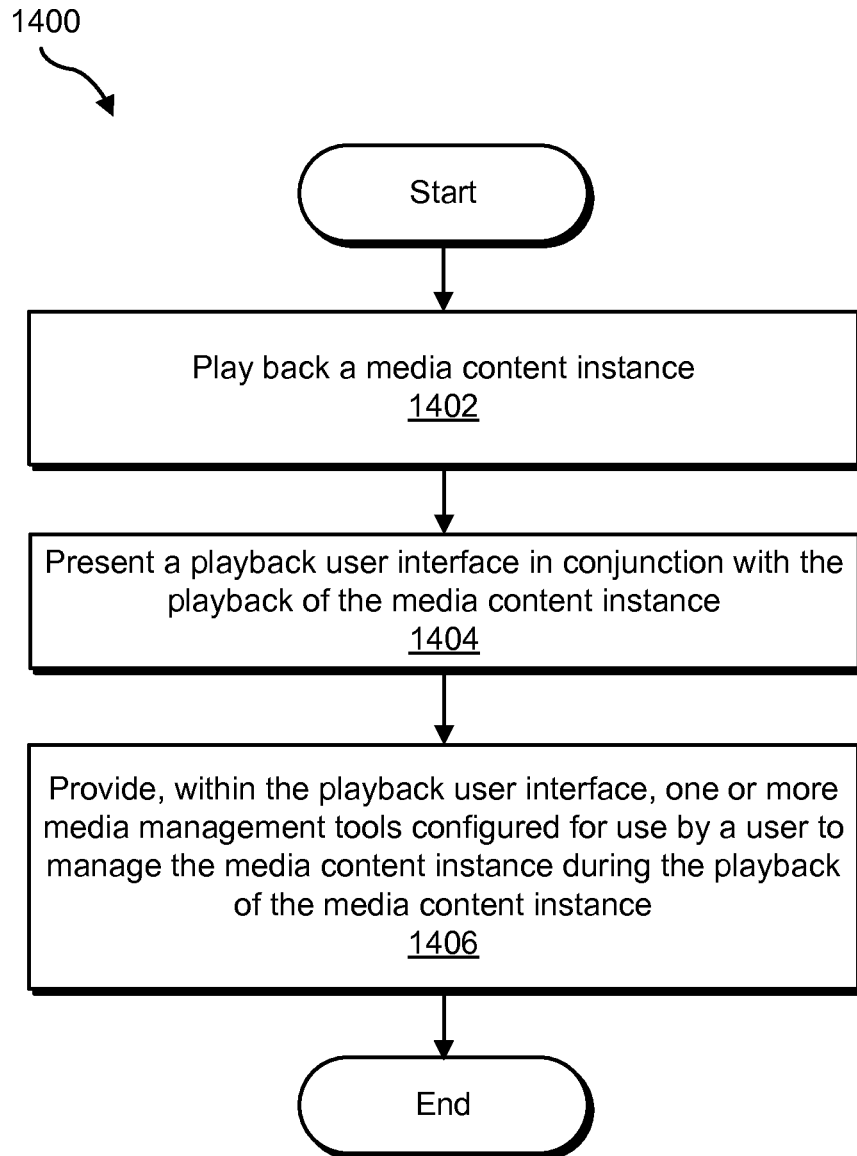 1400
Start
Play back a media content instance
1402
Present a playback user interface in conjunction with the
playback of the media content instance
1404
Provide, within the playback user interface, one or more
media management tools configured for use by a user to
manage the media content instance during the playback
of the media content instance
1406
End